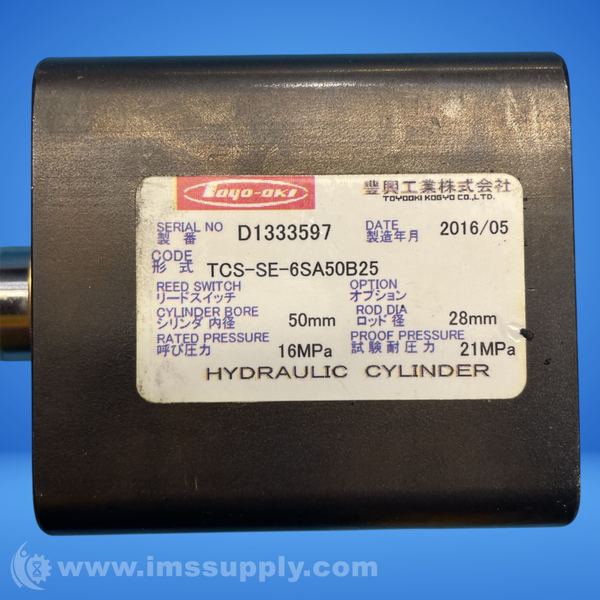 Toyo-oki 豊興工業株式会社
TOYOOKI KOGYO CO.,LTD.
SERIAL NO D1333597 DATE 2016/05
製番 製造年月
CODE
形式 TCS-SE-6SA50B25
REED SWITCH OPTION
リードスイッチ オプション
CYLINDER BORE ROD DIA
シリンダ内径 50mm ロッド径 28mm
RATED PRESSURE PROOF PRESSURE
呼び圧力 16MPa 試験耐圧力 21MPa
HYDRAULIC CYLINDER
www.imssupply.com